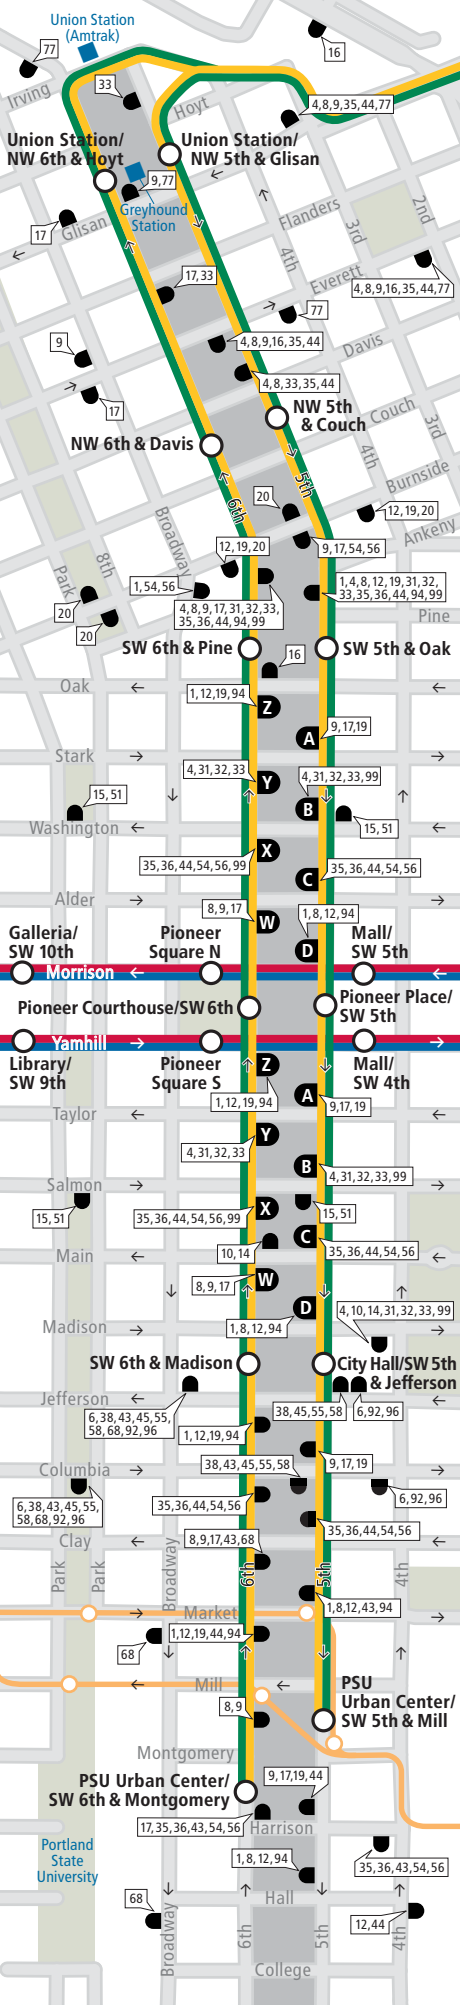 Union Station
(Amtrak)
77
16
33
Irving
Hoyt
4,8,9,35,44,77
Union Station/
NW 6th & Hoyt
Union Station/
NW 5th & Glisan
9,77
Greyhound
Station
17
Glisan
Flanders
2nd
3rd
4th
Everett
4,8,9,16,35,44,77
17,33
77
9
4,8,9,16,35,44
Davis
4,8,33,35,44
17
NW 5th
& Couch
Couch
3rd
NW 6th & Davis
4th
Burnside
6th
5th
20
12,19,20
Broadway
Ankeny
12,19,20
9,17,54,56
8th
Park
1,54,56
1,4,8,12,19,31,32,
33,35,36,44,94,99
20
4,8,9,17,31,32,33,
35,36,44,94,99
20
Pine
SW 6th & Pine
SW 5th & Oak
16
Oak
1,12,19,94
Z
9,17,19
A
Stark
4,31,32,33
Y
4,31,32,33,99
B
15,51
15,51
Washington
X
35,36,44,54,56,99
35,36,44,54,56
C
Alder
8,9,17
W
1,8,12,94
D
Galleria/
SW 10th
Pioneer
Square N
Mall/
SW 5th
Morrison
Pioneer Courthouse/SW 6th
Pioneer Place/
SW 5th
Yamhill
Library/
SW 9th
Pioneer
Square S
Mall/
SW 4th
Z
1,12,19,94
A
9,17,19
Taylor
Y
4,31,32,33
B
4,31,32,33,99
Salmon
15,51
X
35,36,44,54,56,99
15,51
C
35,36,44,54,56
10,14
Main
8,9,17
W
D
4,10,14,31,32,33,99
1,8,12,94
Madison
SW 6th & Madison
City Hall/SW 5th
& Jefferson
Jefferson
6,38,43,45,55,
58,68,92,96
38,45,55,58
6,92,96
1,12,19,94
38,43,45,55,58
9,17,19
Columbia
6,38,43,45,55,
58,68,92,96
35,36,44,54,56
6,92,96
35,36,44,54,56
Clay
8,9,17,43,68
Park
Park
Broadway
6th
5th
4th
1,8,12,43,94
Market
1,12,19,44,94
68
Mill
8,9
PSU
Urban Center/
SW 5th & Mill
Montgomery
PSU Urban Center/
SW 6th & Montgomery
9,17,19,44
17,35,36,43,54,56
Harrison
Portland
State
University
1,8,12,94
35,36,43,54,56
68
Hall
12,44
Broadway
6th
5th
4th
College